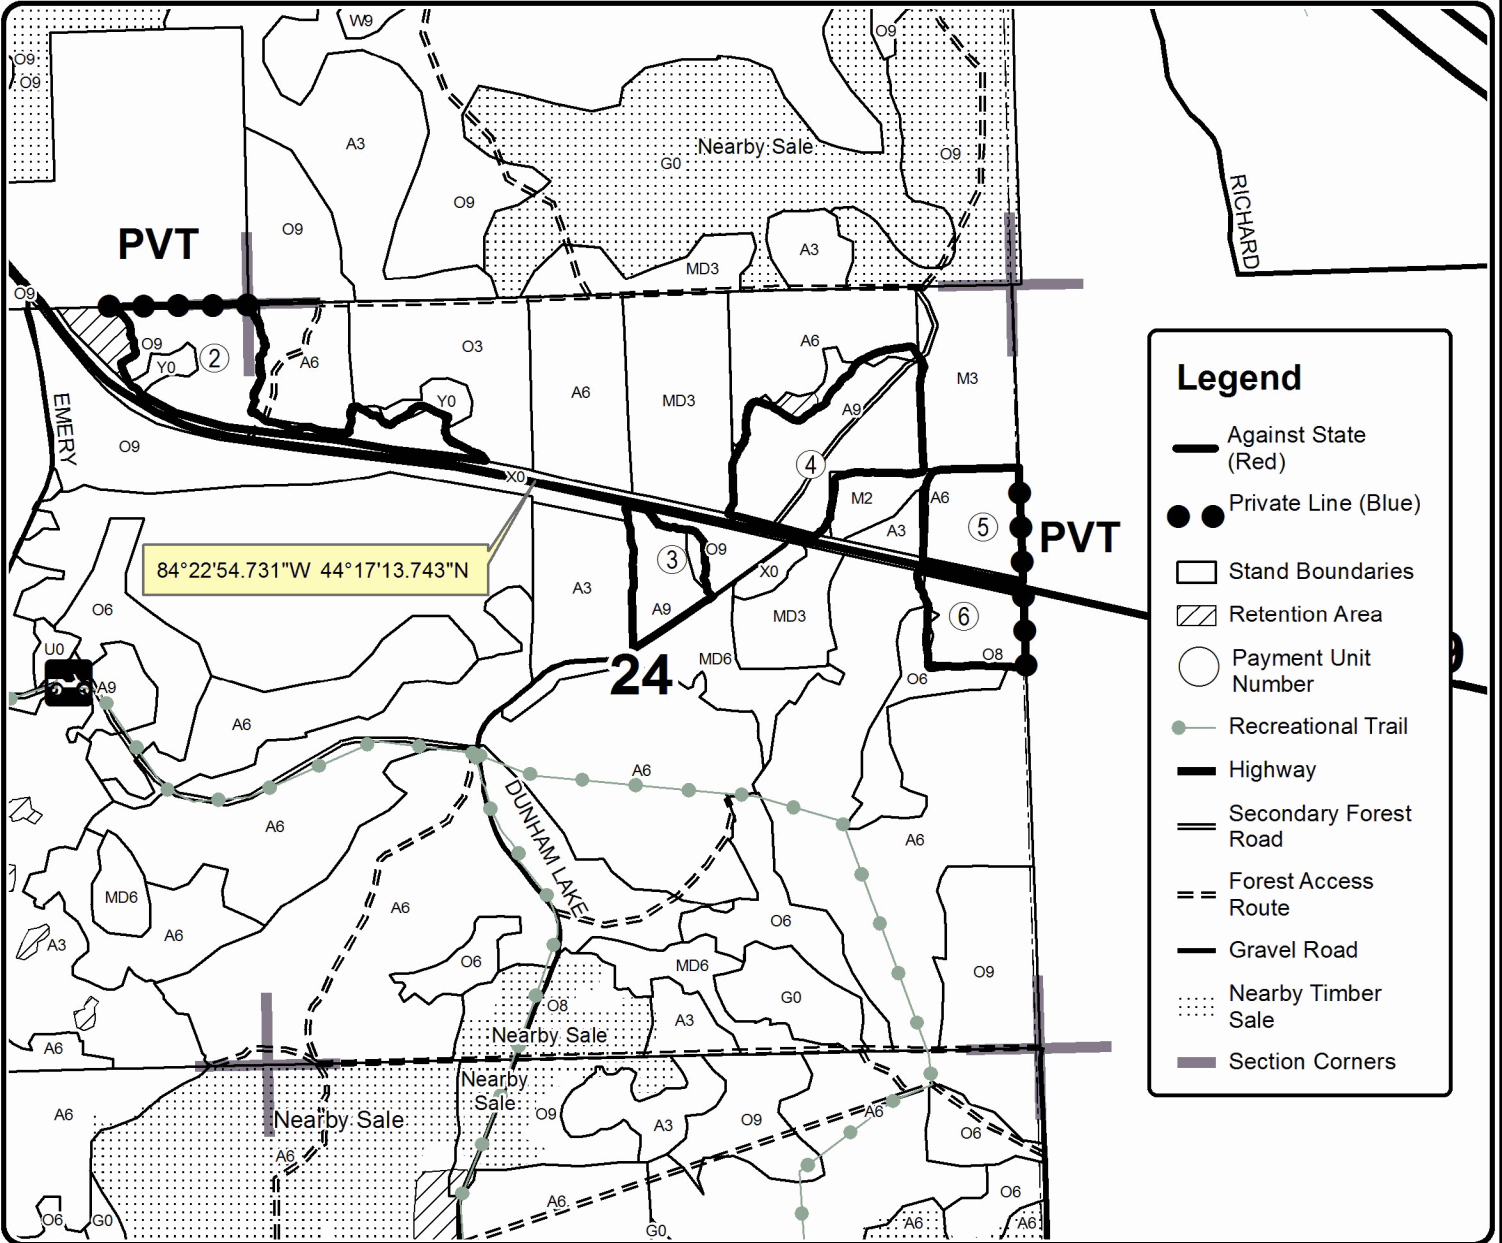 W9
O9
O9
O9
A3
Nearby Sale
G0
O9
O9
RICHARD
O9
PVT
A3
MD3
O9
O9
Y0
2
A6
O3
A6
M3
Y0
A6
MD3
A9
EMERY
O9
4
X0
M2
A6
5
PVT
A3
84°22'54.731"W 44°17'13.743"N
3
O9
X0
A3
A9
MD3
6
O6
U0
24
MD6
O8
O6
A9
A6
A6
DUNHAM LAKE
A6
A6
MD6
A6
A3
A6
O6
O6
MD6
G0
O9
O8
A3
Nearby Sale
A6
Nearby
Sale
A6
Nearby Sale
O9
A3
O9
A6
O6
A6
A6
O6
O6
G0
G0
A6
A6
Legend
Against State
(Red)
Private Line (Blue)
Stand Boundaries
Retention Area
Payment Unit
Number
Recreational Trail
Highway
Secondary Forest
Road
Forest Access
Route
Gravel Road
Nearby Timber
Sale
Section Corners